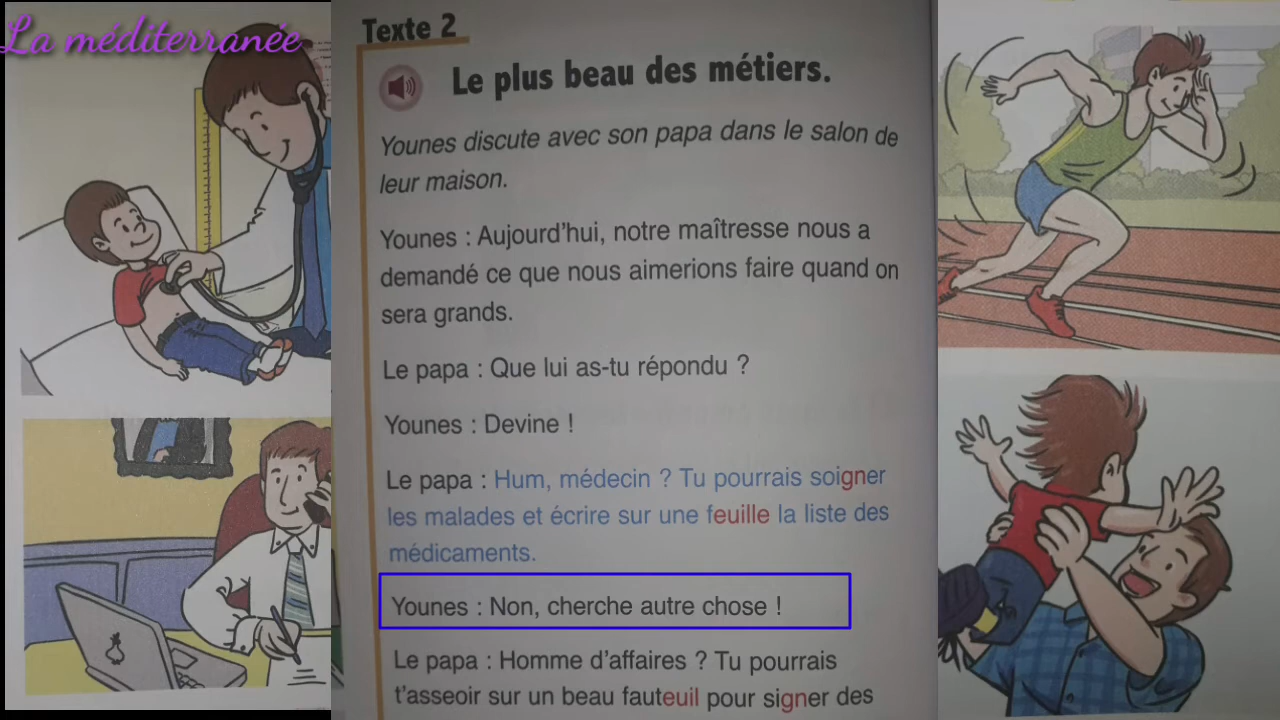 La méditerranée
Texte 2
Le plus beau des métiers.
Younes discute avec son papa dans le salon de
leur maison.
Younes : Aujourd'hui, notre maîtresse nous a
demandé ce que nous aimerions faire quand on
sera grands.
Le papa : Que lui as-tu répondu ?
Younes : Devine !
Le papa : Hum, médecin ? Tu pourrais soigner
les malades et écrire sur une feuille la liste des
médicaments.
Younes : Non, cherche autre chose !
Le papa : Homme d'affaires ? Tu pourrais
t'asseoir sur un beau fauteuil pour signer des